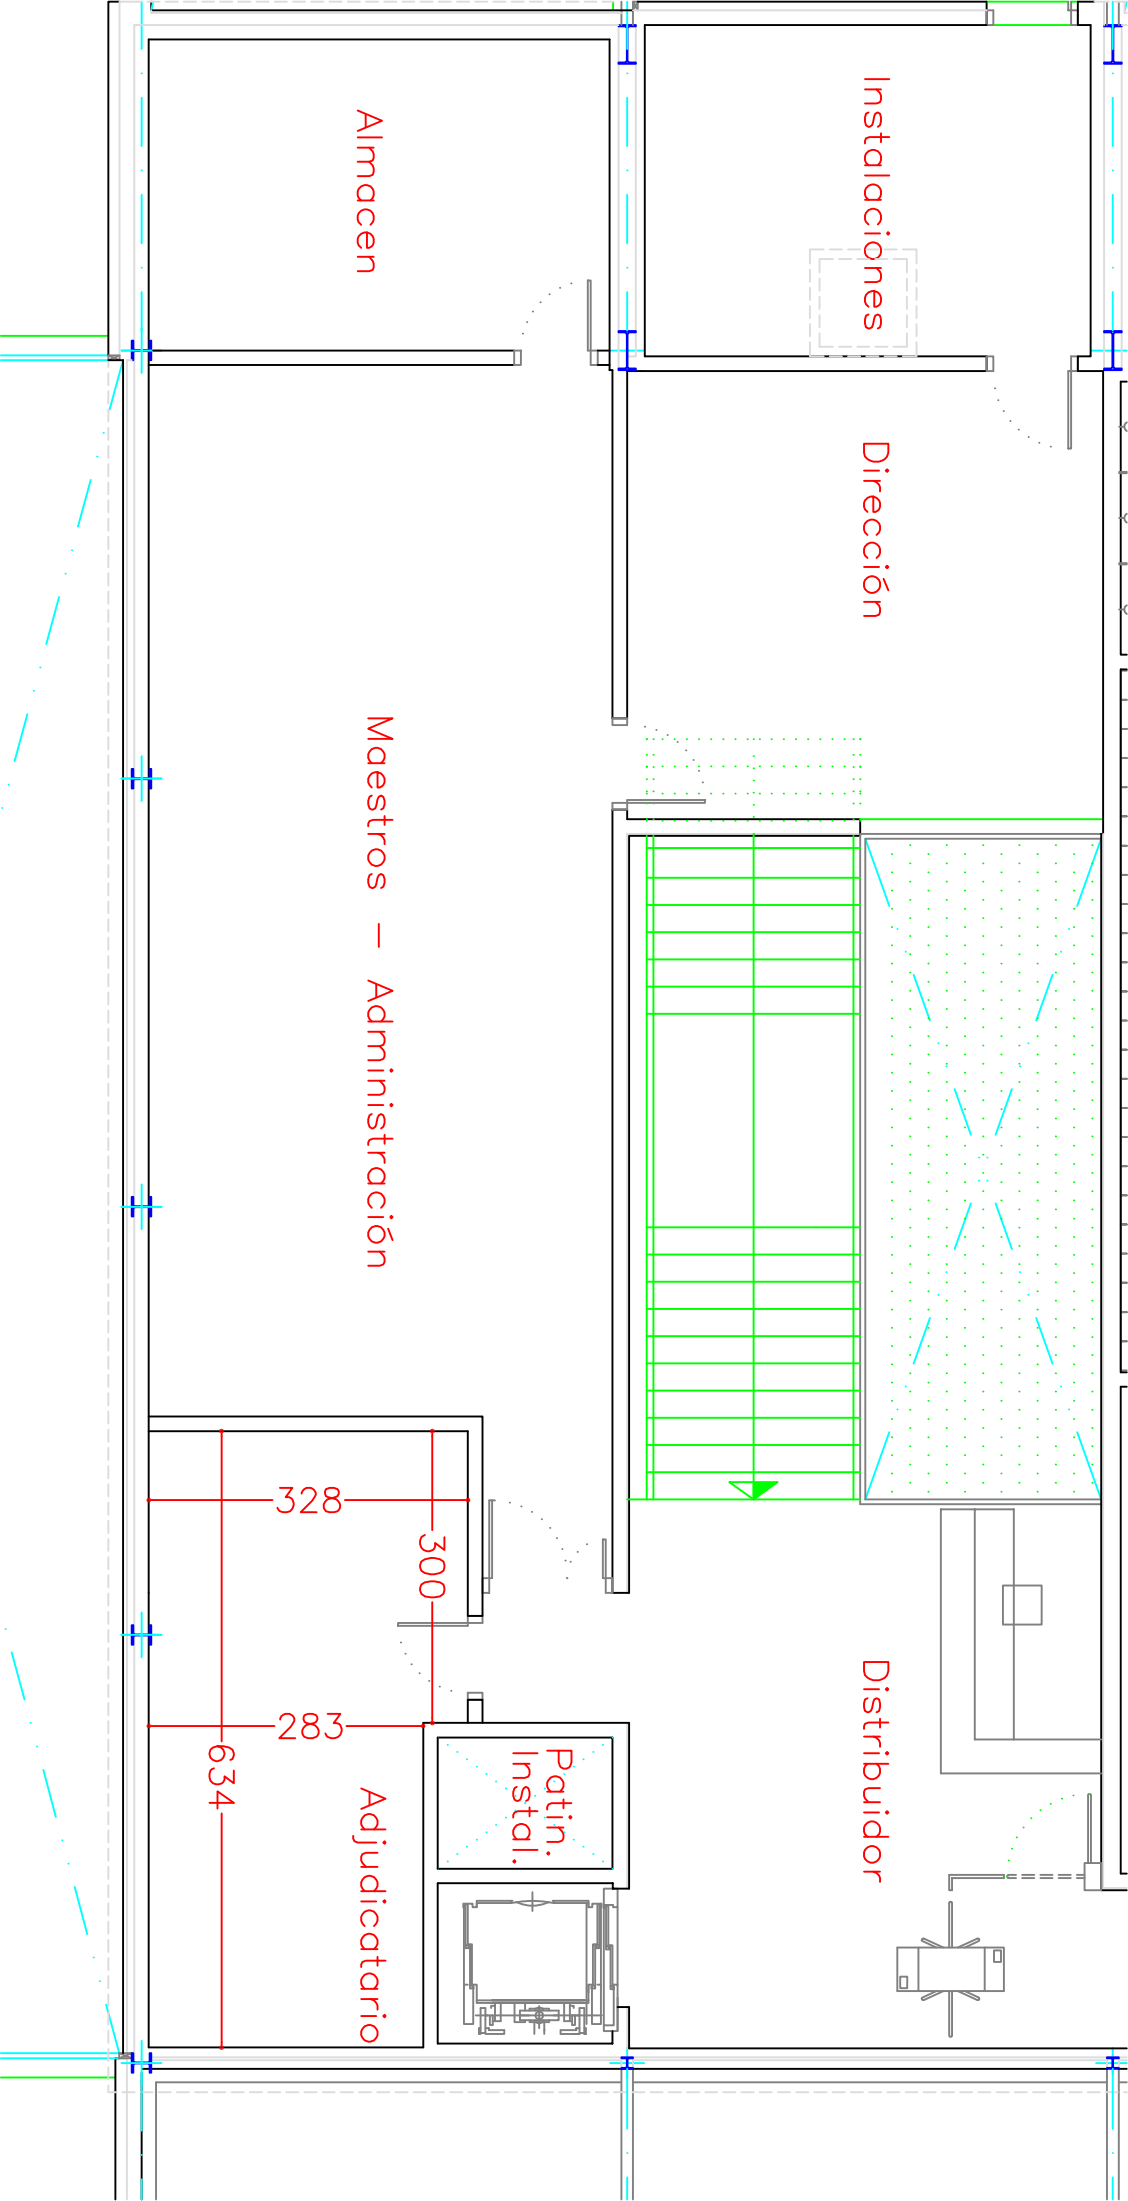 Almacen
Instalaciones
Dirección
Maestros - Administración
328
300
283
634
Distribuidor
Patin.
Instal.
Adjudicatario